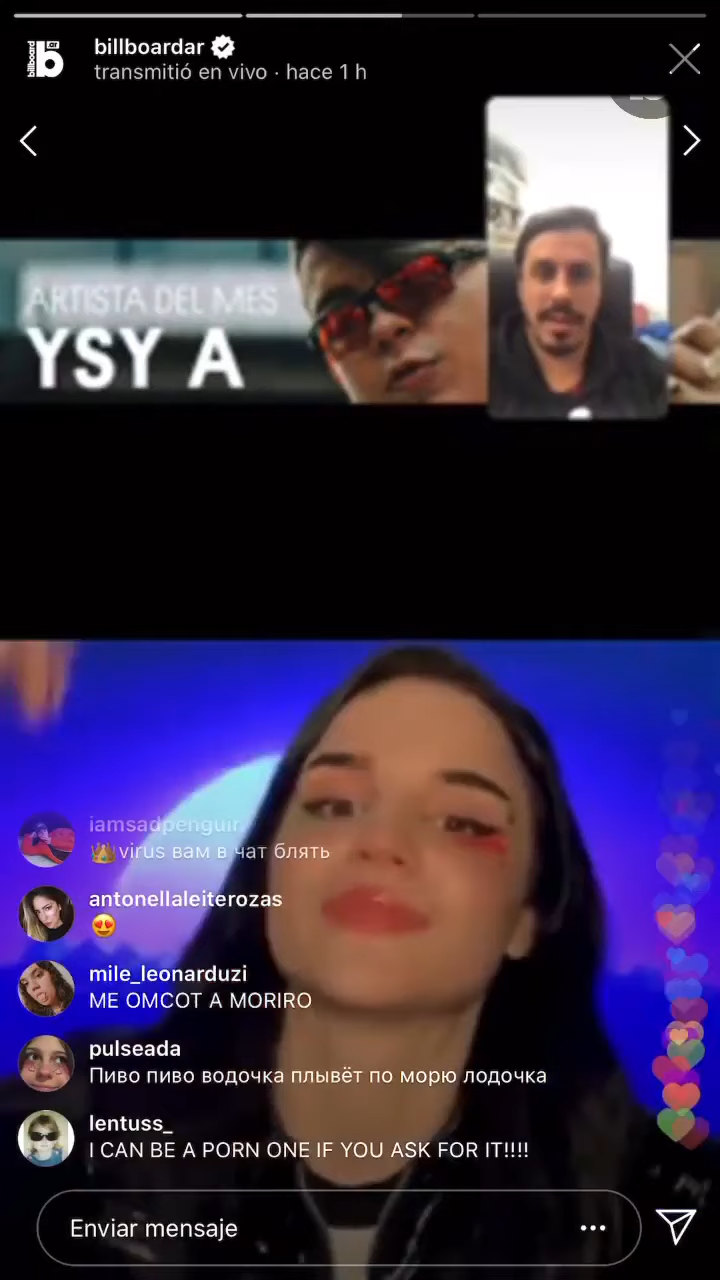 billboard
ar
billboardar
transmitió en vivo · hace 1 h
ARTISTA DEL MES
YSY A
iamsadpenguin
👑virus вам в чат блять
antonellaleiterozas
😍
mile_leonarduzi
ME OMCOT A MORIRO
pulseada
Пиво пиво водочка плывёт по морю лодочка
lentuss_
I CAN BE A PORN ONE IF YOU ASK FOR IT!!!!
Enviar mensaje